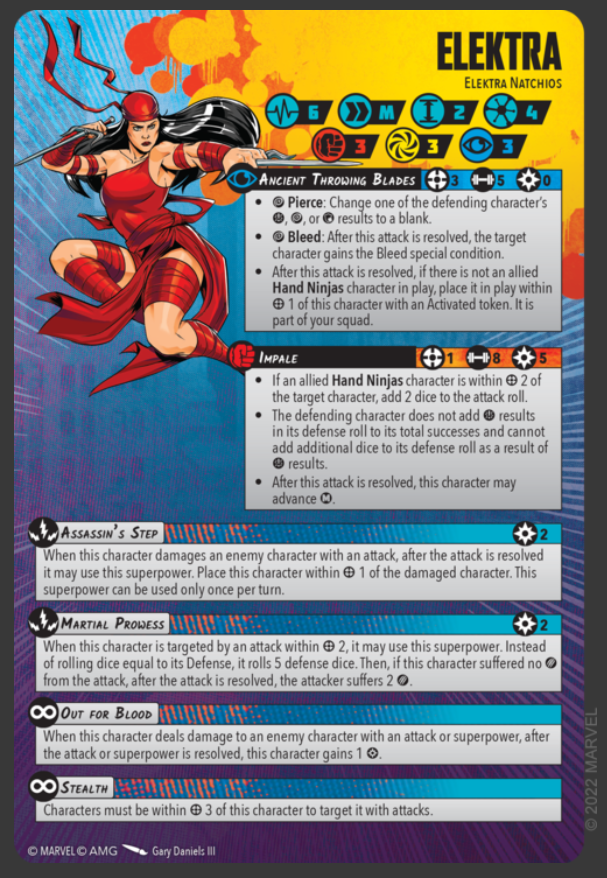 ELEKTRA
ELEKTRA NATCHIOS
6 M 2 4
3 3 3
ANCIENT THROWING BLADES 3 5 0
• Pierce: Change one of the defending character's
, , or results to a blank.
• Bleed: After this attack is resolved, the target
character gains the Bleed special condition.
• After this attack is resolved, if there is not an allied
Hand Ninjas character in play, place it in play within
1 of this character with an Activated token. It is
part of your squad.
IMPALE 1 8 5
• If an allied Hand Ninjas character is within 2 of
the target character, add 2 dice to the attack roll.
• The defending character does not add results
in its defense roll to its total successes and cannot
add additional dice to its defense roll as a result of
results.
• After this attack is resolved, this character may
advance M.
ASSASSIN'S STEP 2
When this character damages an enemy character with an attack, after the attack is resolved
it may use this superpower. Place this character within 1 of the damaged character. This
superpower can be used only once per turn.
MARTIAL PROWESS 2
When this character is targeted by an attack within 2, it may use this superpower. Instead
of rolling dice equal to its Defense, it rolls 5 defense dice. Then, if this character suffered no
from the attack, after the attack is resolved, the attacker suffers 2 .
OUT FOR BLOOD
When this character deals damage to an enemy character with an attack or superpower, after
the attack or superpower is resolved, this character gains 1 .
STEALTH
Characters must be within 3 of this character to target it with attacks.
© MARVEL © AMG Gary Daniels III
© 2022 MARVEL